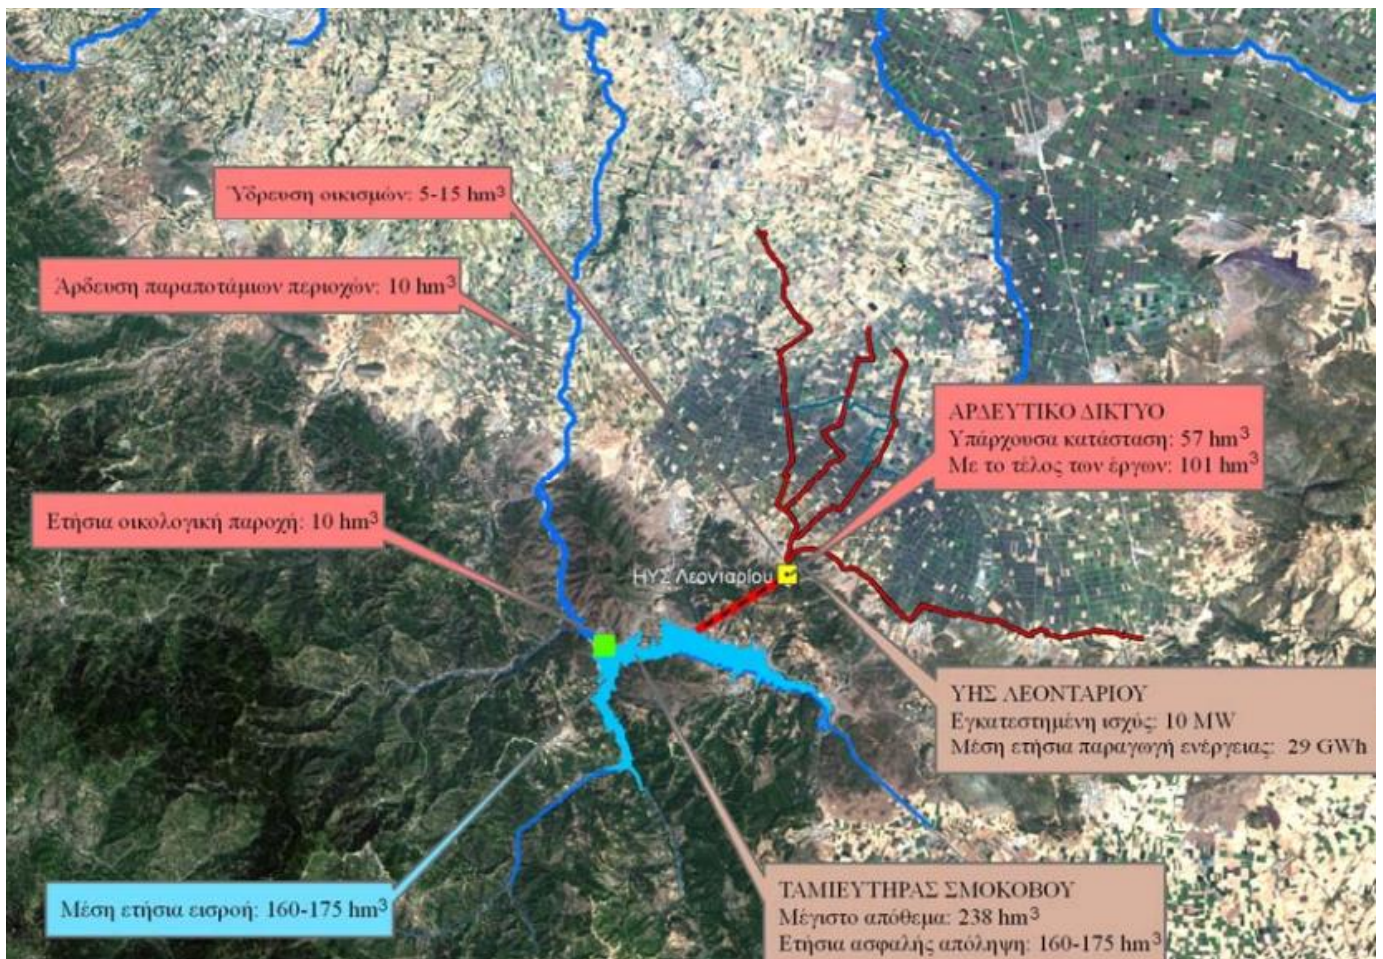 Ύδρευση οικισμών: 5-15 hm³
Άρδευση παραποτάμιων περιοχών: 10 hm³
ΑΡΔΕΥΤΙΚΟ ΔΙΚΤΥΟ
Υπάρχουσα κατάσταση: 57 hm³
Με το τέλος των έργων: 101 hm³
Ετήσια οικολογική παροχή: 10 hm³
ΗΥΣ Λεονταρίου
ΥΗΣ ΛΕΟΝΤΑΡΙΟΥ
Εγκατεστημένη ισχύς: 10 MW
Μέση ετήσια παραγωγή ενέργειας: 29 GWh
Μέση ετήσια εισροή: 160-175 hm³
ΤΑΜΙΕΥΤΗΡΑΣ ΣΜΟΚΟΒΟΥ
Μέγιστο απόθεμα: 238 hm³
Ετήσια ασφαλής απόληψη: 160-175 hm³